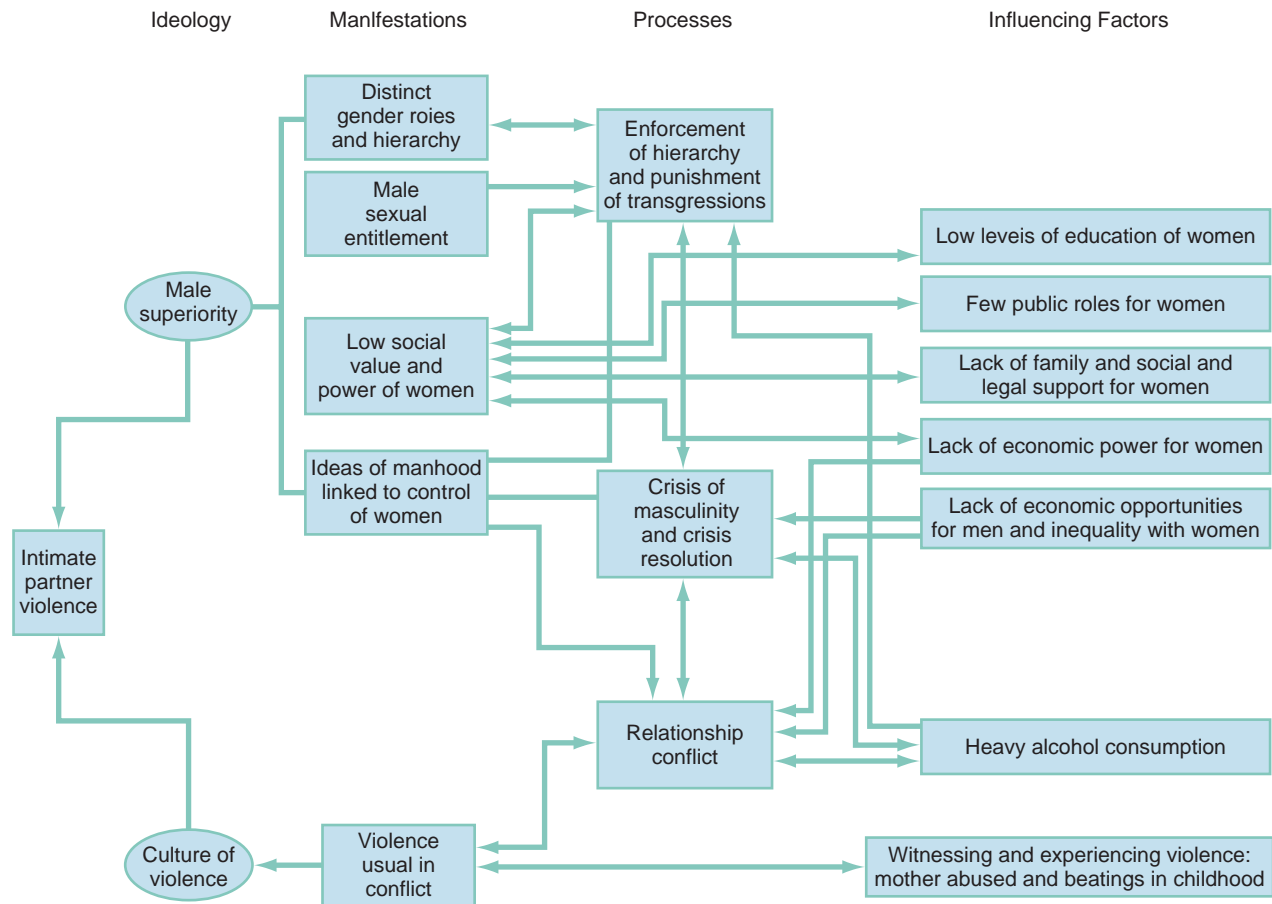 Ideology
Manlfestations
Processes
Influencing Factors
Distinct
gender roies
and hierarchy
Enforcement
of hierarchy
and punishment
of transgressions
Male
sexual
entitlement
Low leveis of education of women
Male
superiority
Few public roles for women
Low social
value and
power of women
Lack of family and social and
legal support for women
Lack of economic power for women
Ideas of manhood
linked to control
of women
Crisis of
masculinity
and crisis
resolution
Lack of economic opportunities
for men and inequality with women
Intimate
partner
violence
Relationship
conflict
Heavy alcohol consumption
Culture of
violence
Violence
usual in
conflict
Witnessing and experiencing violence:
mother abused and beatings in childhood